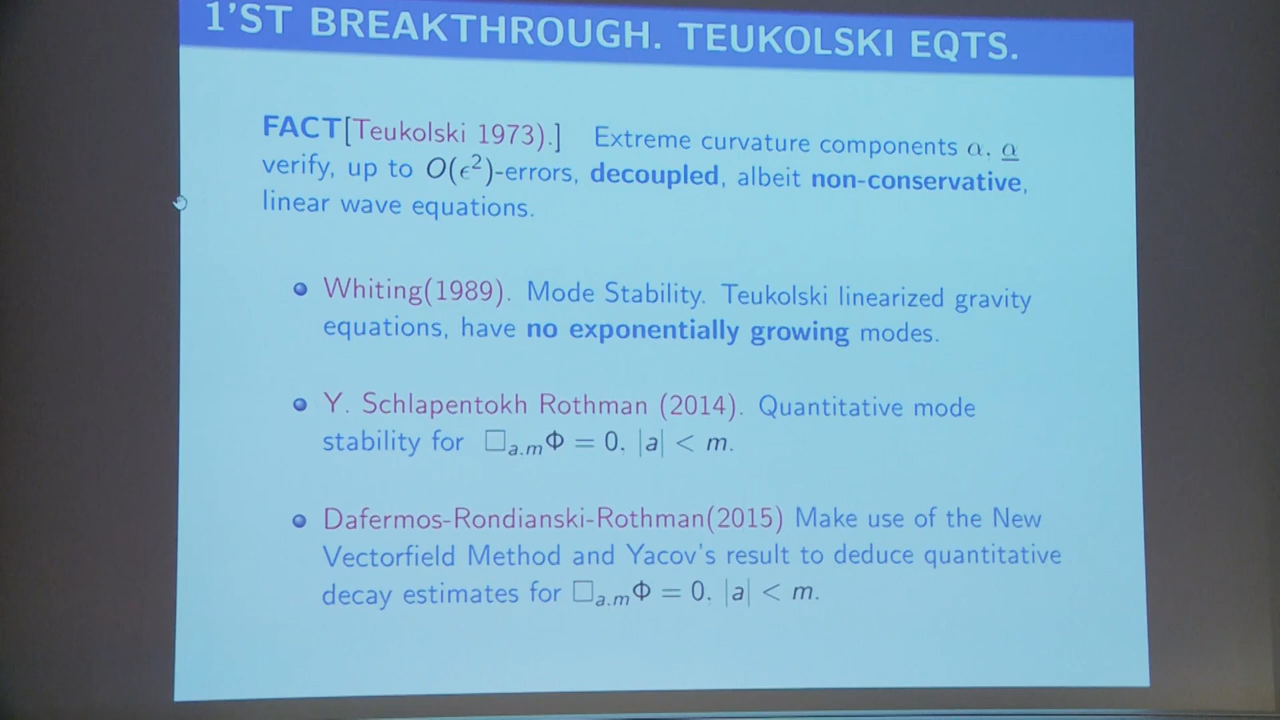 1'ST BREAKTHROUGH. TEUKOLSKI EQTS.
FACT[Teukolski 1973).] Extreme curvature components α, α̲
verify, up to O(ϵ²)-errors, decoupled, albeit non-conservative,
linear wave equations.
Whiting(1989). Mode Stability. Teukolski linearized gravity
equations, have no exponentially growing modes.
Y. Schlapentokh Rothman (2014). Quantitative mode
stability for □a,mΦ = 0, |a| < m.
Dafermos-Rondianski-Rothman(2015) Make use of the New
Vectorfield Method and Yacov's result to deduce quantitative
decay estimates for □a,mΦ = 0, |a| < m.